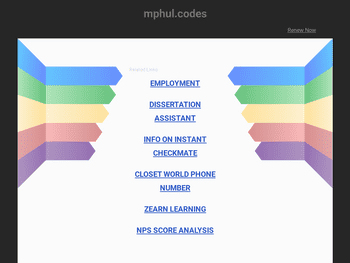 mphul.codes
Renew Now
EMPLOYMENT
DISSERTATION
ASSISTANT
INFO ON INSTANT
CHECKMATE
CLOSET WORLD PHONE
NUMBER
ZEARN LEARNING
NPS SCORE ANALYSIS